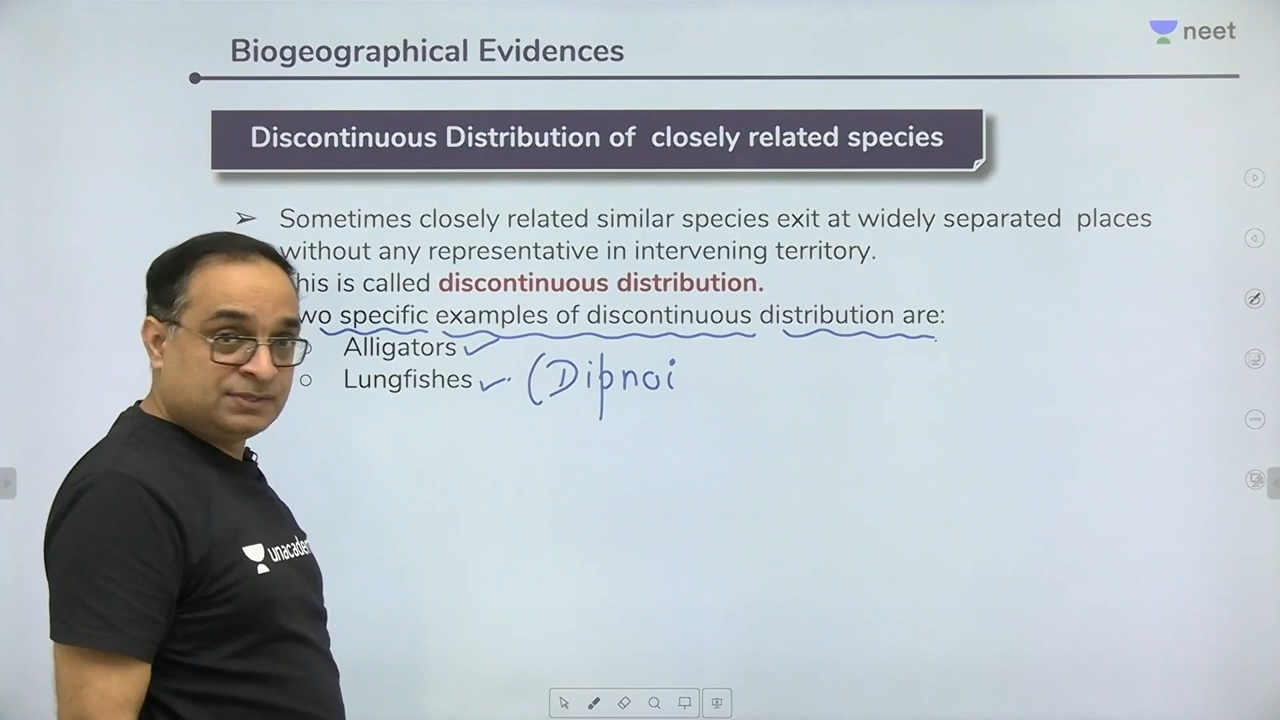 Biogeographical Evidences
neet
Discontinuous Distribution of closely related species
➢ Sometimes closely related similar species exit at widely separated places
without any representative in intervening territory.
his is called discontinuous distribution.
wo specific examples of discontinuous distribution are:
Alligators
○ Lungfishes (Dipnoi
unacadem